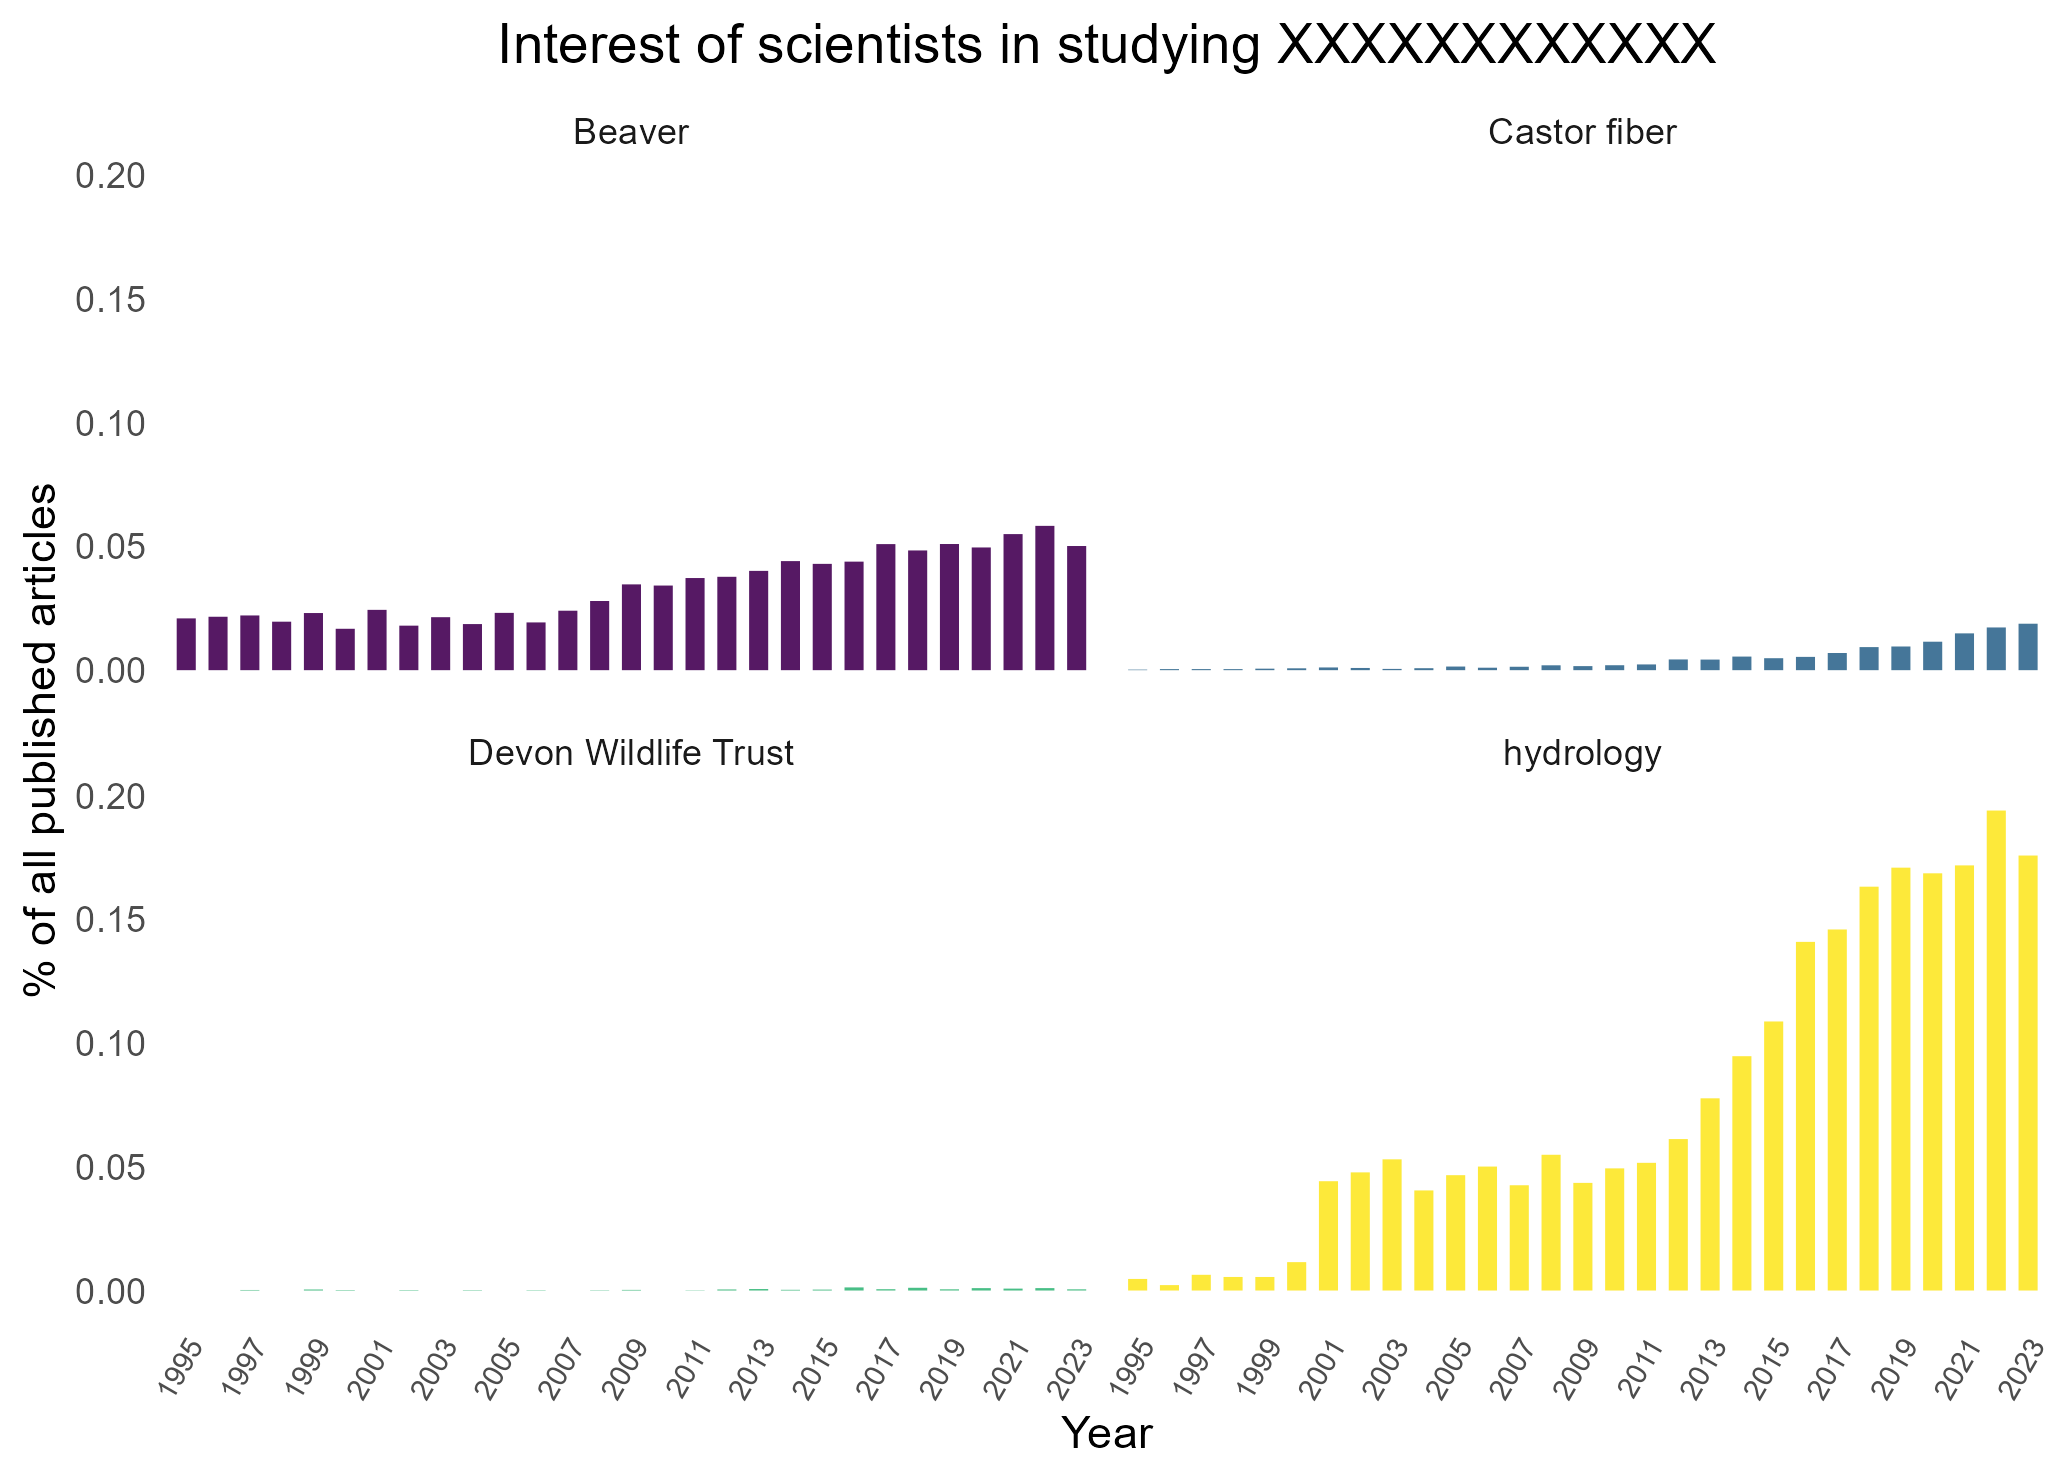 Interest of scientists in studying XXXXXXXXXXXX
Beaver
Castor fiber
0.20
0.15
0.10
0.05
0.00
Devon Wildlife Trust
hydrology
0.20
0.15
0.10
0.05
0.00
% of all published articles
1995 1997 1999 2001 2003 2005 2007 2009 2011 2013 2015 2017 2019 2021 2023
1995 1997 1999 2001 2003 2005 2007 2009 2011 2013 2015 2017 2019 2021 2023
Year